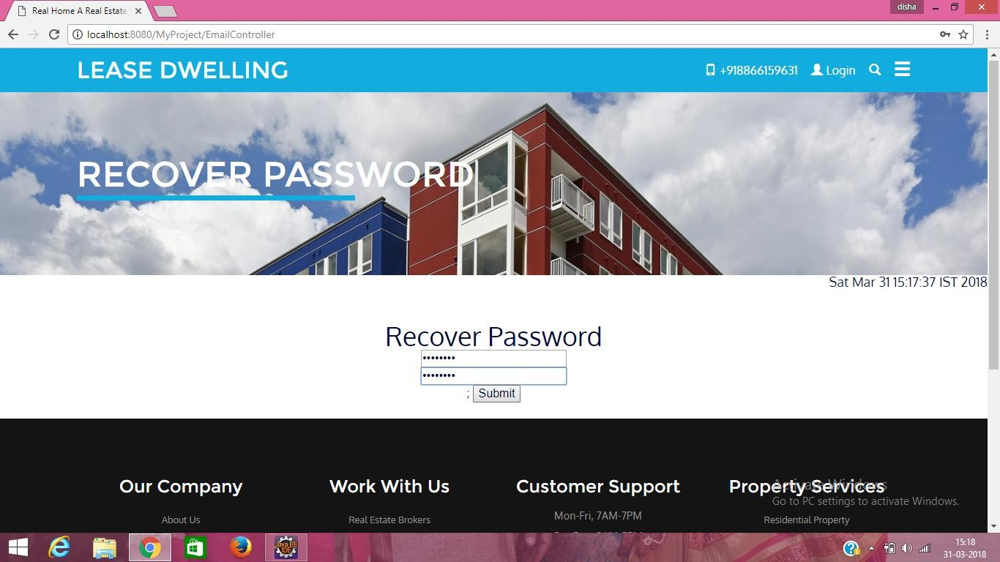 Real Home A Real Estate
disha
localhost:8080/MyProject/EmailController
LEASE DWELLING
+918866159631 Login
RECOVER PASSWORD
Sat Mar 31 15:17:37 IST 2018
Recover Password
••••••••
••••••••
; Submit
Our Company Work With Us Customer Support Property Services
Activate Windows
Go to PC settings to activate Windows.
Mon-Fri, 7AM-7PM
About Us Real Estate Brokers Residential Property
Java EE
IDE
15:18
31-03-2018